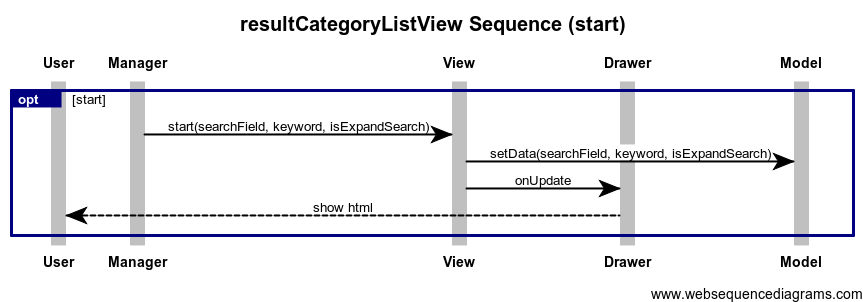 resultCategoryListView Sequence (start)
User Manager View Drawer Model
opt [start]
start(searchField, keyword, isExpandSearch)
setData(searchField, keyword, isExpandSearch)
onUpdate
show html
User Manager View Drawer Model
www.websequencediagrams.com